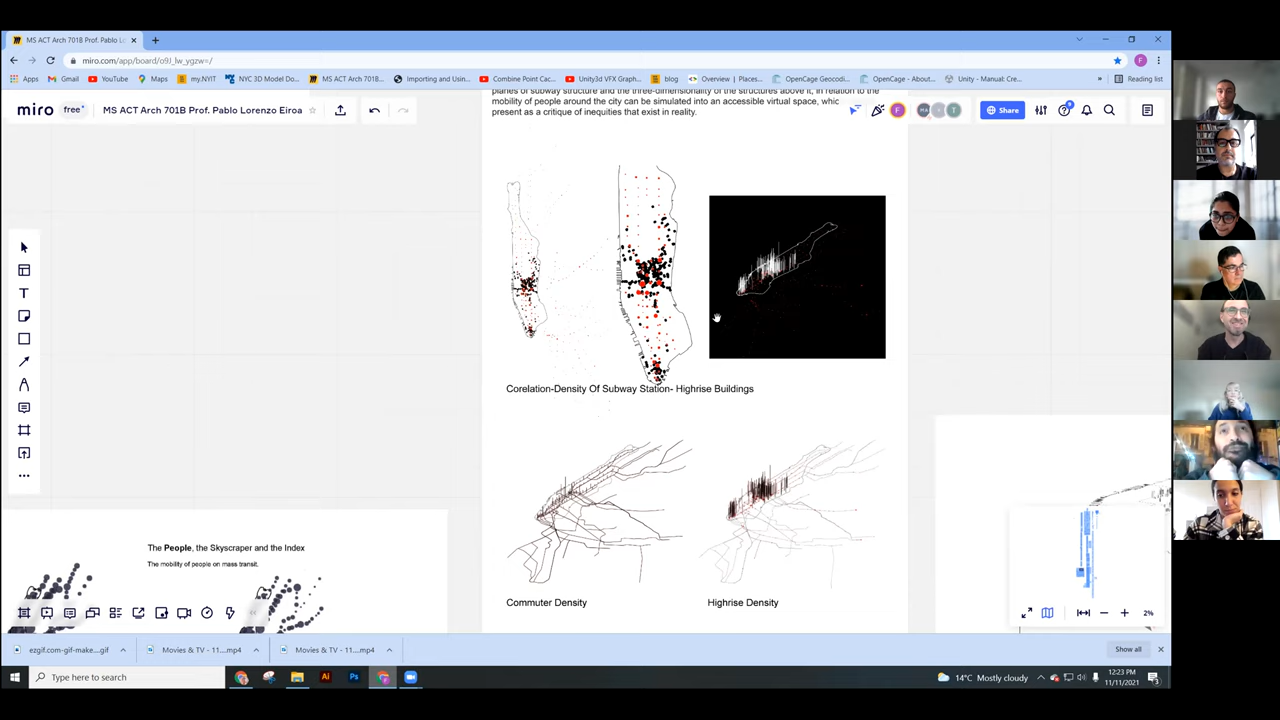 MS ACT Arch 701B Prof. Pablo Lo
miro.com/app/board/o9J_lw_ygzw=/
Apps
Gmail
YouTube
Maps
my.NYIT
NYC 3D Model Do...
MS ACT Arch 701B...
Importing and Usin...
Combine Point Cac...
Unity3d VFX Graph...
blog
Overview | Places...
OpenCage Geocodi...
OpenCage - About...
Unity - Manual: Cre...
»
Reading list
planes of subway structure and the three-dimensionality of the structures above it, in relation to the
mobility of people around the city can be simulated into an accessible virtual space, whic
present as a critique of inequities that exist in reality.
miro
free
MS ACT Arch 701B Prof. Pablo Lorenzo Eiroa
Share
Corelation-Density Of Subway Station- Highrise Buildings
Commuter Density
Highrise Density
The People, the Skyscraper and the Index
The mobility of people on mass transit.
2%
ezgif.com-gif-make....gif
Movies & TV - 11....mp4
Movies & TV - 11....mp4
Show all
Type here to search
Ai
Ps
14°C Mostly cloudy
12:23 PM
11/11/2021